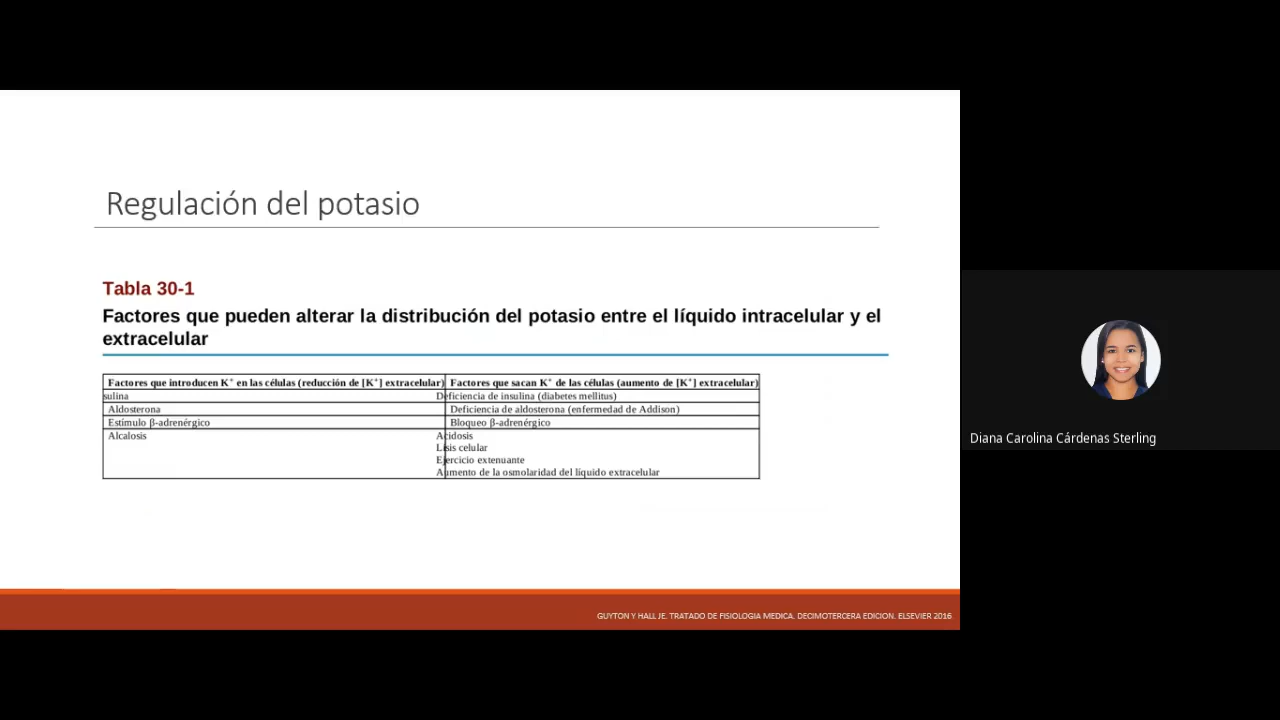 Regulación del potasio
Tabla 30-1
Factores que pueden alterar la distribución del potasio entre el líquido intracelular y el
extracelular
Factores que introducen K⁺ en las células (reducción de [K⁺] extracelular) Factores que sacan K⁺ de las células (aumento de [K⁺] extracelular)
sulina Deficiencia de insulina (diabetes mellitus)
Aldosterona Deficiencia de aldosterona (enfermedad de Addison)
Estímulo β-adrenérgico Bloqueo β-adrenérgico
Alcalosis Acidosis
Lisis celular
Ejercicio extenuante
Aumento de la osmolaridad del líquido extracelular
Diana Carolina Cárdenas Sterling
GUYTON Y HALL JE. TRATADO DE FISIOLOGIA MEDICA. DECIMOTERCERA EDICION. ELSEVIER 2016